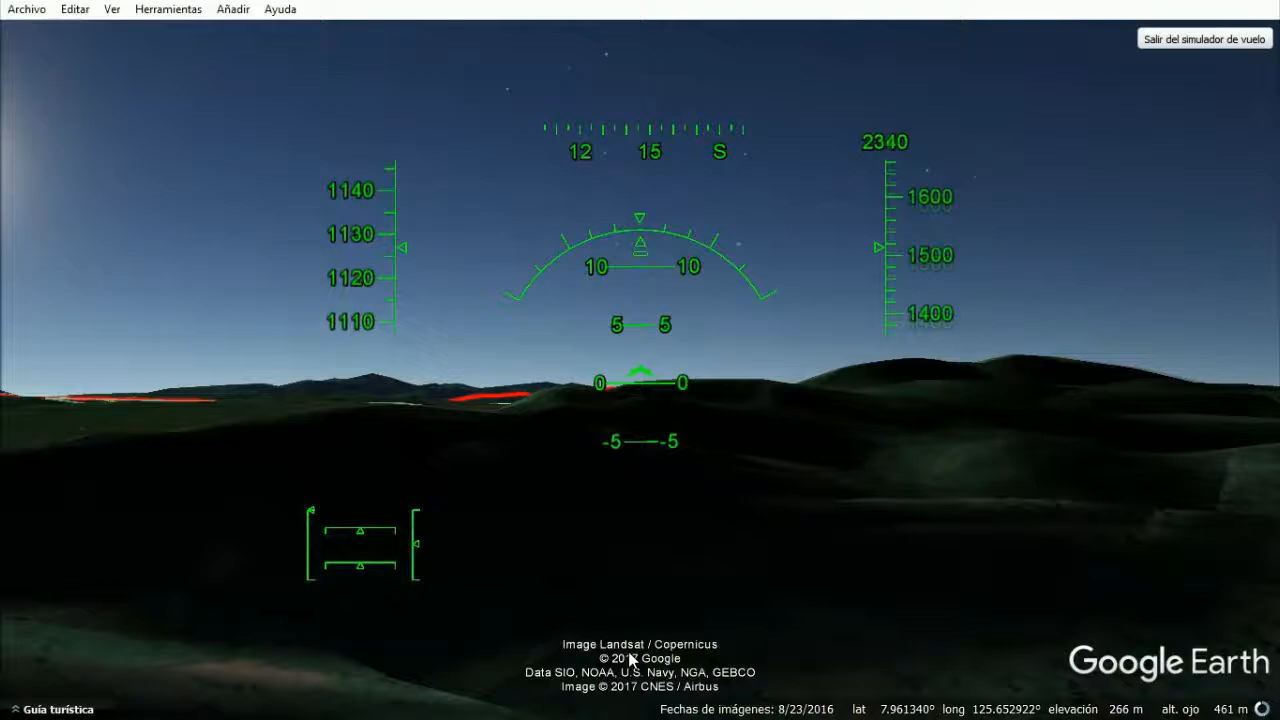 Archivo Editar Ver Herramientas Añadir Ayuda
Salir del simulador de vuelo
12 15 S
2340
1140
1130
1120
1110
1600
1500
1400
10 10
5 5
0 0
-5 -5
Image Landsat / Copernicus
© 2017 Google
Data SIO, NOAA, U.S. Navy, NGA, GEBCO
Image © 2017 CNES / Airbus
Google Earth
Guía turística
Fechas de imágenes: 8/23/2016 lat 7.961340° long 125.652922° elevación 266 m alt. ojo 461 m